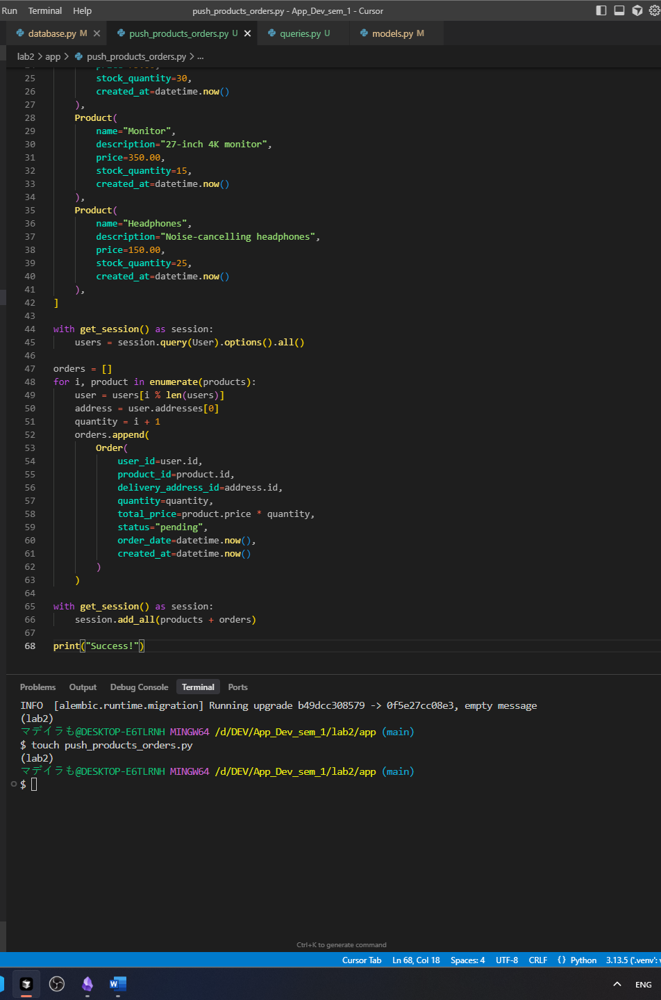 Run Terminal Help push_products_orders.py - App_Dev_sem_1 - Cursor
database.py M push_products_orders.py U queries.py U models.py M
lab2 > app > push_products_orders.py > ...
25 stock_quantity=30,
26 created_at=datetime.now()
27 ),
28 Product(
29 name="Monitor",
30 description="27-inch 4K monitor",
31 price=350.00,
32 stock_quantity=15,
33 created_at=datetime.now()
34 ),
35 Product(
36 name="Headphones",
37 description="Noise-cancelling headphones",
38 price=150.00,
39 stock_quantity=25,
40 created_at=datetime.now()
41 ),
42 ]
43
44 with get_session() as session:
45 users = session.query(User).options().all()
46
47 orders = []
48 for i, product in enumerate(products):
49 user = users[i % len(users)]
50 address = user.addresses[0]
51 quantity = i + 1
52 orders.append(
53 Order(
54 user_id=user.id,
55 product_id=product.id,
56 delivery_address_id=address.id,
57 quantity=quantity,
58 total_price=product.price * quantity,
59 status="pending",
60 order_date=datetime.now(),
61 created_at=datetime.now()
62 )
63 )
64
65 with get_session() as session:
66 session.add_all(products + orders)
67
68 print("Success!")
Problems Output Debug Console Terminal Ports
INFO [alembic.runtime.migration] Running upgrade b49dcc308579 -> 0f5e27cc08e3, empty message
(lab2)
マデイラも@DESKTOP-E6TLRNH MINGW64 /d/DEV/App_Dev_sem_1/lab2/app (main)
$ touch push_products_orders.py
(lab2)
マデイラも@DESKTOP-E6TLRNH MINGW64 /d/DEV/App_Dev_sem_1/lab2/app (main)
$
Ctrl+K to generate command
Cursor Tab Ln 68, Col 18 Spaces: 4 UTF-8 CRLF {} Python 3.13.5 ('.venv':
W ENG